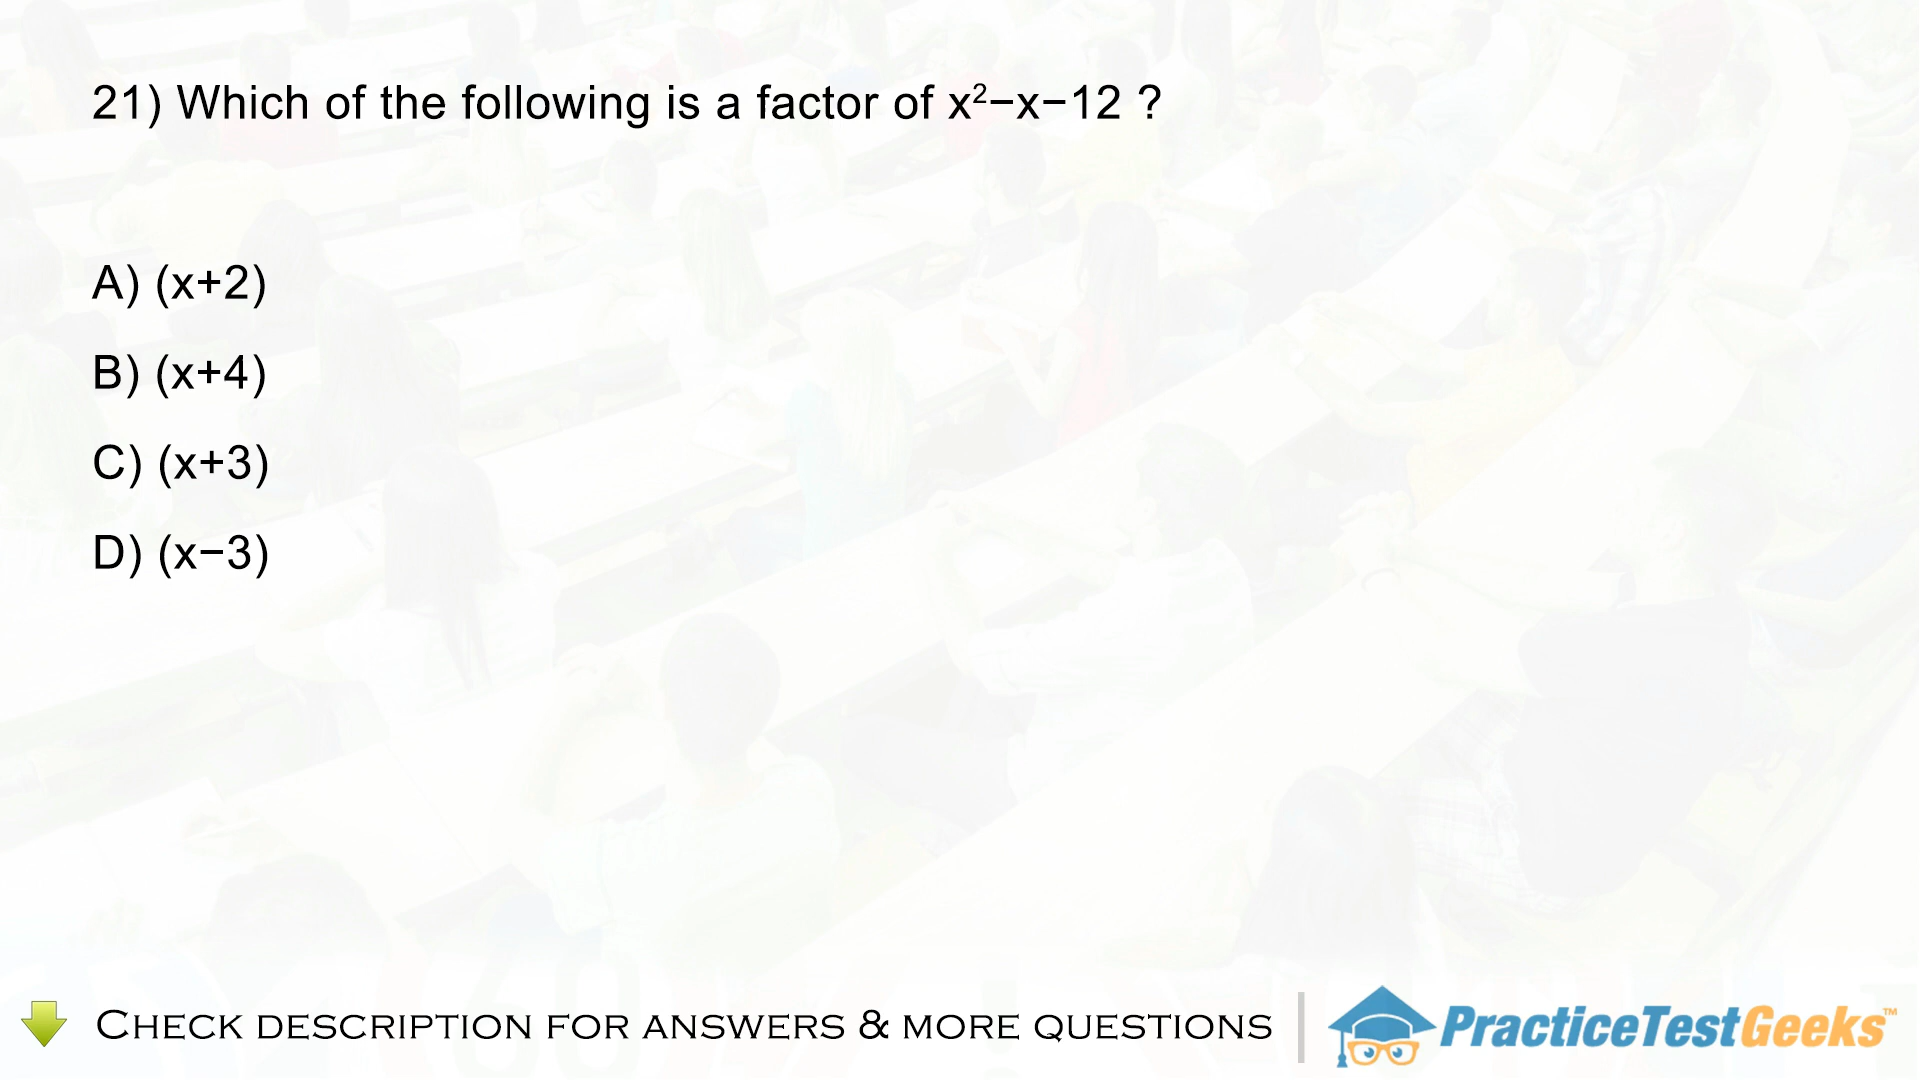 21) Which of the following is a factor of x²−x−12 ?
A) (x+2)
B) (x+4)
C) (x+3)
D) (x−3)
Check description for answers & more questions
PracticeTestGeeks™